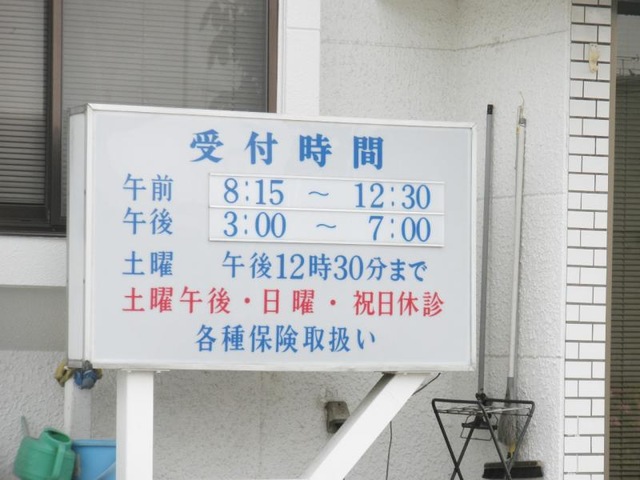 受付時間
午前 8:15 ～ 12:30
午後 3:00 ～ 7:00
土曜 午後12時30分まで
土曜午後・日曜・祝日休診
各種保険取扱い